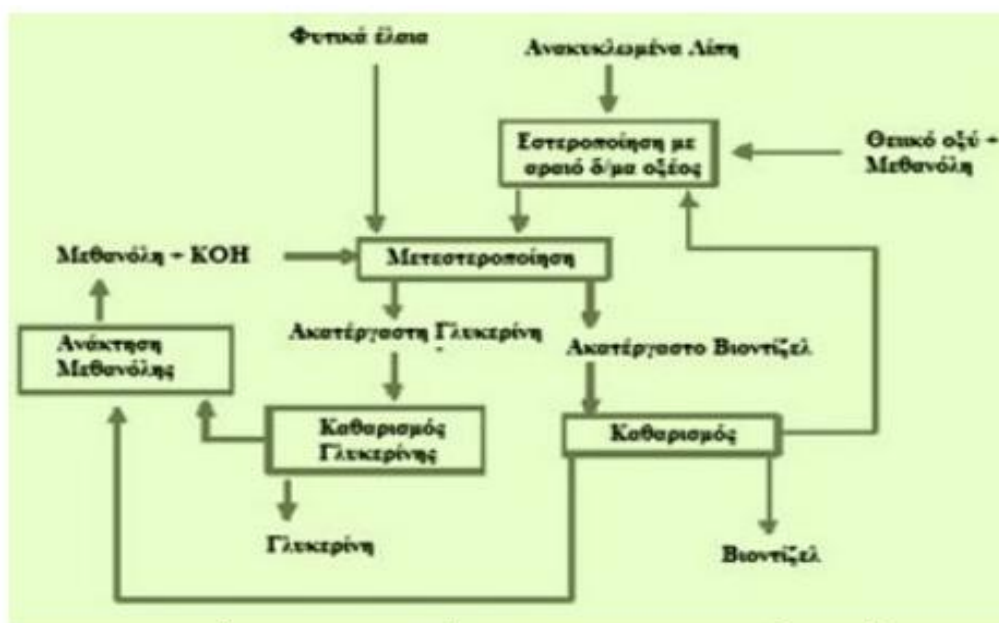 Φυτικά έλαια
Ανακυκλωμένα Λίπη
Εστεροποίηση με
αραιό δ/μα οξέος
Θειικό οξύ +
Μεθανόλη
Μεθανόλη + ΚΟΗ
Μετεστεροποίηση
Ακατέργαστη Γλυκερίνη
Ακατέργαστο Βιοντίζελ
Ανάκτηση
Μεθανόλης
Καθαρισμός
Γλυκερίνης
Καθαρισμός
Γλυκερίνη
Βιοντίζελ